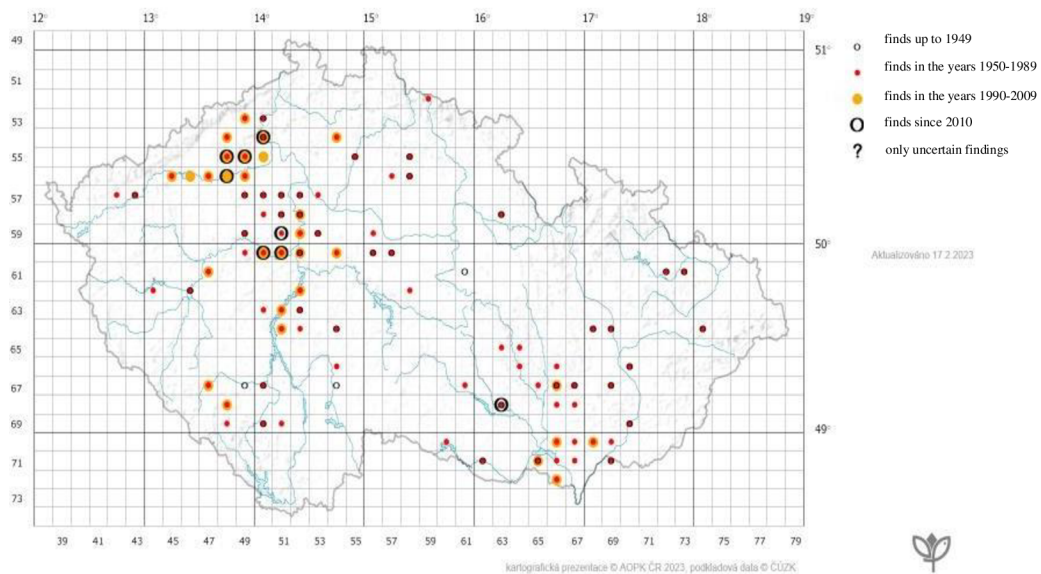 12° 13° 14° 15° 16° 17° 18° 19°
49
51°
51
53
55
57
59
50°
61
63
65
67
69
49°
71
73
39 41 43 45 47 49 51 53 55 57 59 61 63 65 67 69 71 73 75 77 79
finds up to 1949
finds in the years 1950-1989
finds in the years 1990-2009
finds since 2010
? only uncertain findings
Aktualizováno 17.2.2023
kartografická prezentace © AOPK ČR 2023, podkladová data © ČÚZK